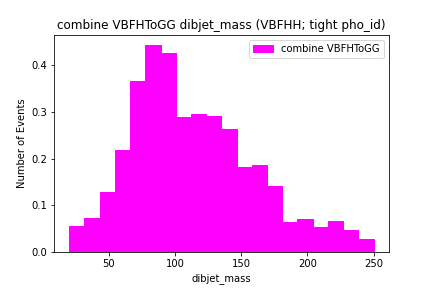 combine VBFHToGG dibjet_mass (VBFHH; tight pho_id)
combine VBFHToGG
Number of Events
0.4
0.3
0.2
0.1
0.0
50
100
150
200
250
dibjet_mass